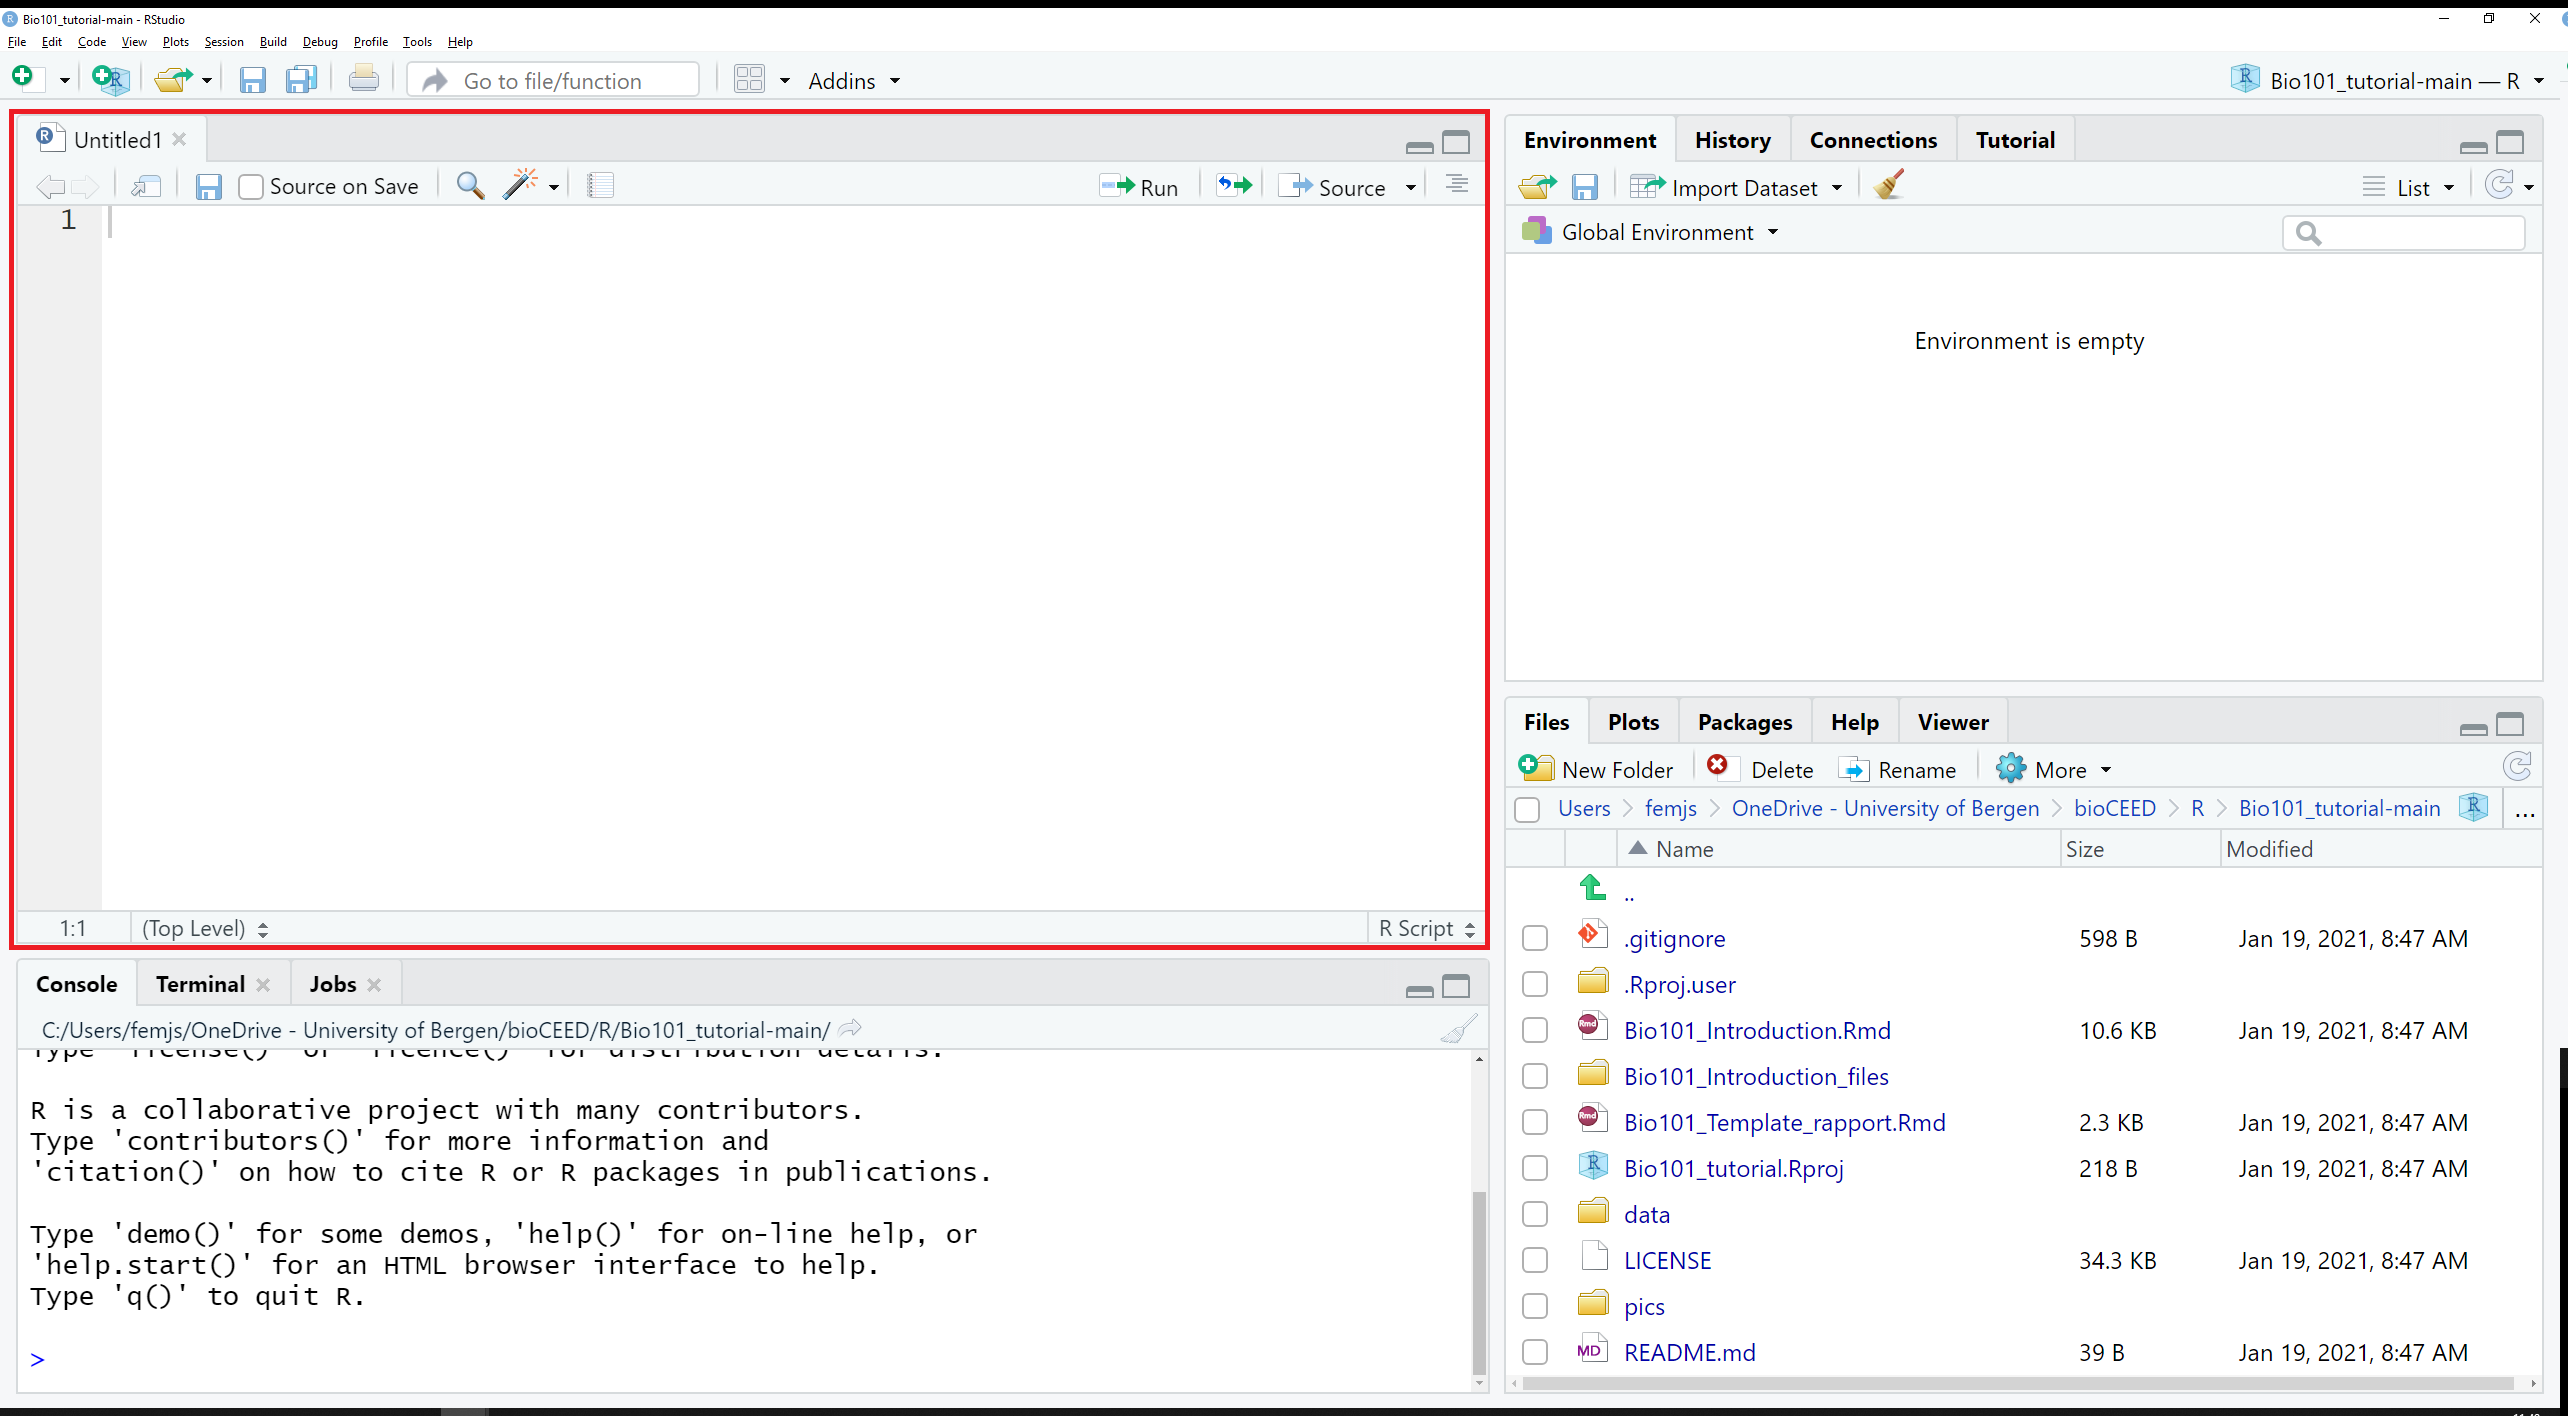 Bio101_tutorial-main - RStudio
File Edit Code View Plots Session Build Debug Profile Tools Help
Go to file/function Addins Bio101_tutorial-main — R
Untitled1
Source on Save Run Source
1
1:1 (Top Level) R Script
Console Terminal Jobs
C:/Users/femjs/OneDrive - University of Bergen/bioCEED/R/Bio101_tutorial-main/
Type 'license()' or 'licence()' for distribution details.
R is a collaborative project with many contributors.
Type 'contributors()' for more information and
'citation()' on how to cite R or R packages in publications.
Type 'demo()' for some demos, 'help()' for on-line help, or
'help.start()' for an HTML browser interface to help.
Type 'q()' to quit R.
>
Environment History Connections Tutorial
Import Dataset List
Global Environment
Environment is empty
Files Plots Packages Help Viewer
New Folder Delete Rename More
Users > femjs > OneDrive - University of Bergen > bioCEED > R > Bio101_tutorial-main R ...
Name Size Modified
..
.gitignore 598 B Jan 19, 2021, 8:47 AM
.Rproj.user
Bio101_Introduction.Rmd 10.6 KB Jan 19, 2021, 8:47 AM
Bio101_Introduction_files
Bio101_Template_rapport.Rmd 2.3 KB Jan 19, 2021, 8:47 AM
Bio101_tutorial.Rproj 218 B Jan 19, 2021, 8:47 AM
data
LICENSE 34.3 KB Jan 19, 2021, 8:47 AM
pics
README.md 39 B Jan 19, 2021, 8:47 AM